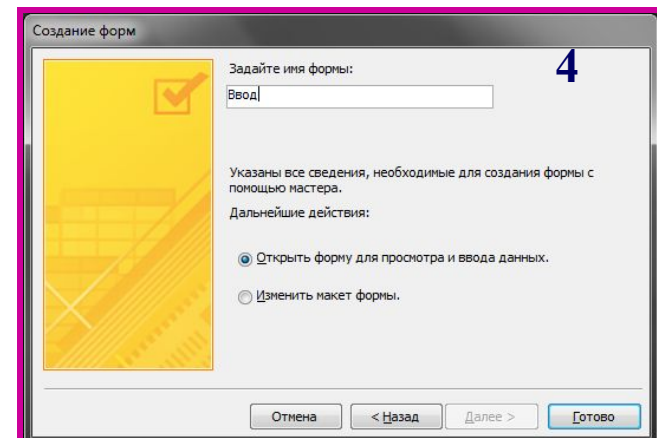 Создание форм
4
Задайте имя формы:
Ввод
Указаны все сведения, необходимые для создания формы с
помощью мастера.
Дальнейшие действия:
Открыть форму для просмотра и ввода данных.
Изменить макет формы.
Отмена
< Назад
Далее >
Готово